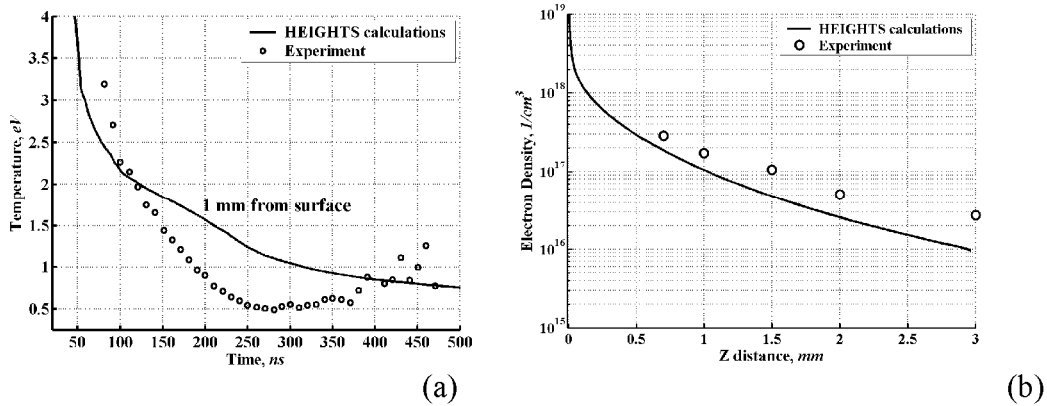 4
3.5
3
2.5
2
1.5
1
0.5
Temperature, eV
HEIGHTS calculations
Experiment
1 mm from surface
50 100 150 200 250 300 350 400 450 500
Time, ns
(a)
10^19
10^18
10^17
10^16
10^15
Electron Density, 1/cm^3
HEIGHTS calculations
Experiment
0 0.5 1 1.5 2 2.5 3
Z distance, mm
(b)